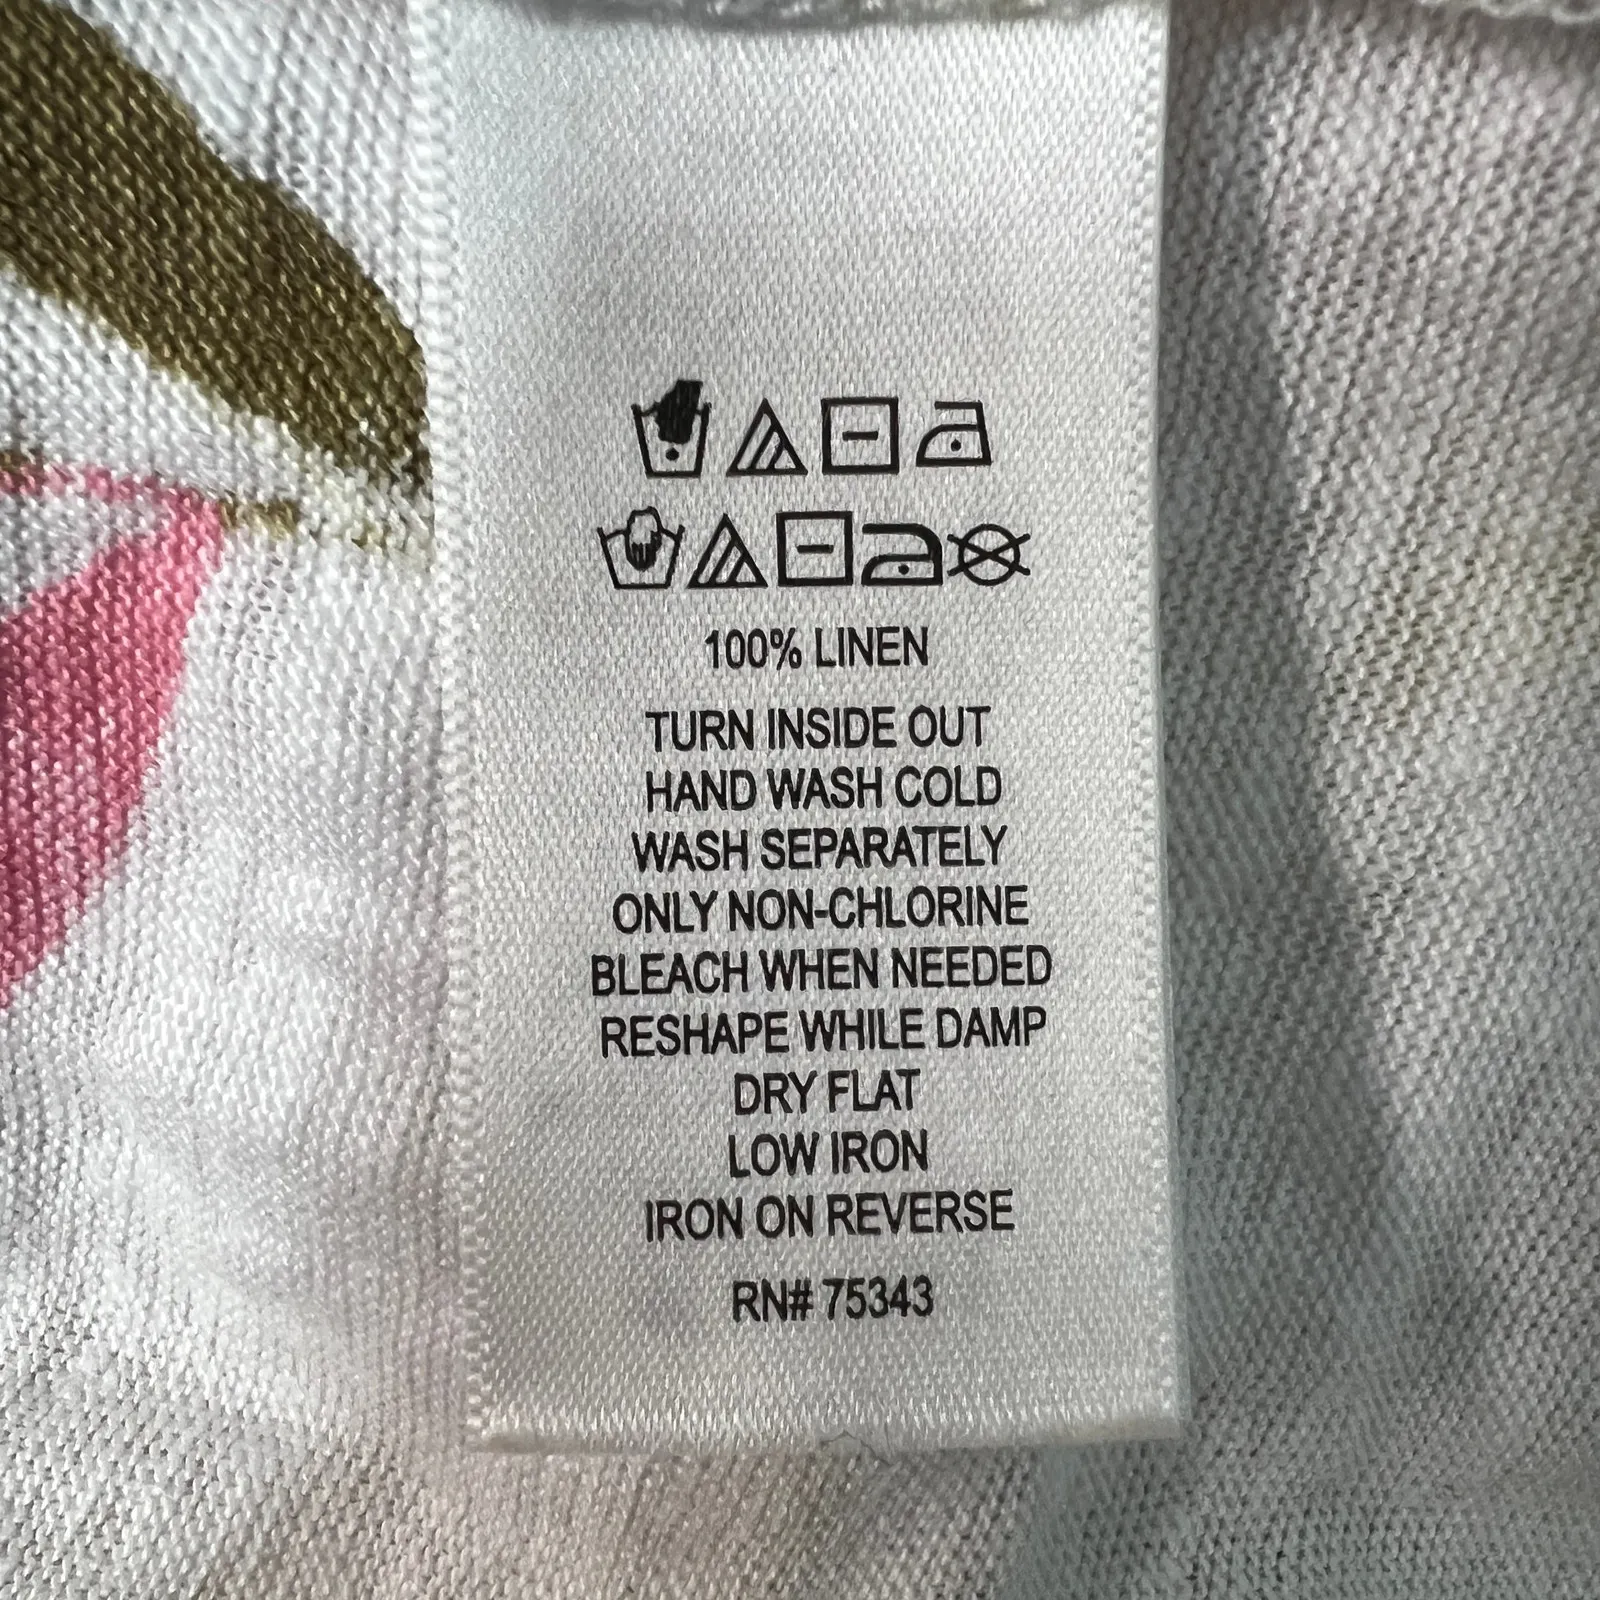 100% LINEN
TURN INSIDE OUT
HAND WASH COLD
WASH SEPARATELY
ONLY NON-CHLORINE
BLEACH WHEN NEEDED
RESHAPE WHILE DAMP
DRY FLAT
LOW IRON
IRON ON REVERSE
RN# 75343